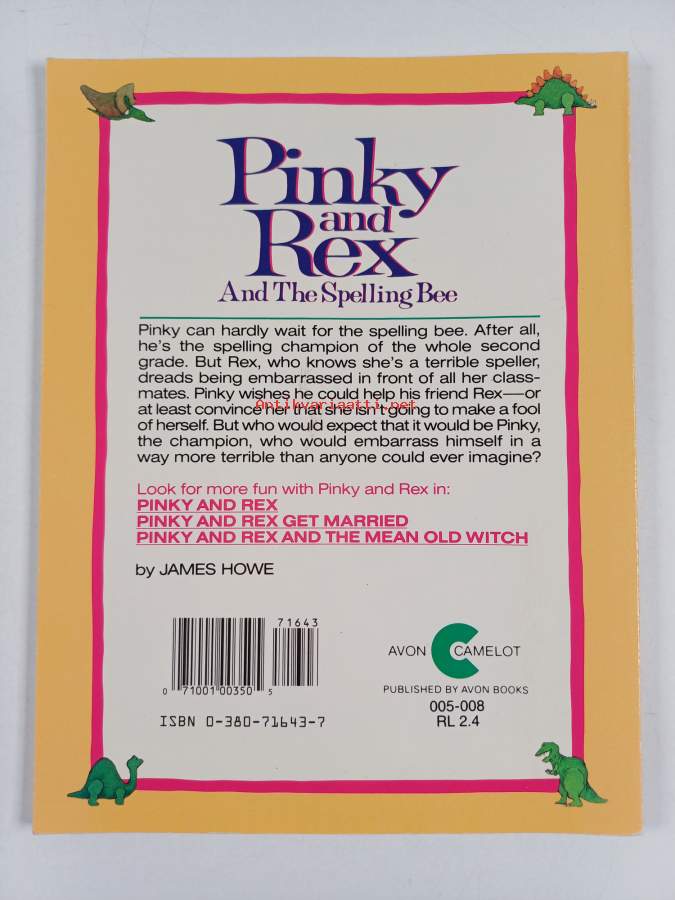 Pinky
and
Rex
And The Spelling Bee
Pinky can hardly wait for the spelling bee. After all,
he's the spelling champion of the whole second
grade. But Rex, who knows she's a terrible speller,
dreads being embarrassed in front of all her class-
mates. Pinky wishes he could help his friend Rex—or
at least convince her that she isn't going to make a fool
Antikvariaatti.net
of herself. But who would expect that it would be Pinky,
the champion, who would embarrass himself in a
way more terrible than anyone could ever imagine?
Look for more fun with Pinky and Rex in:
PINKY AND REX
PINKY AND REX GET MARRIED
PINKY AND REX AND THE MEAN OLD WITCH
by JAMES HOWE
71643
0 71001 00350 5
ISBN 0-380-71643-7
AVON CAMELOT
PUBLISHED BY AVON BOOKS
005-008
RL 2.4